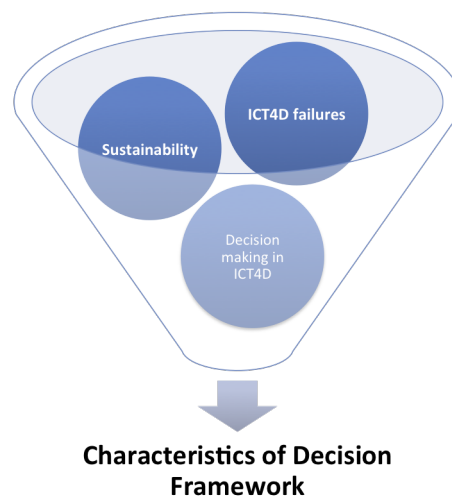 ICT4D failures
Sustainability
Decision
making in
ICT4D
Characteristics of Decision
Framework